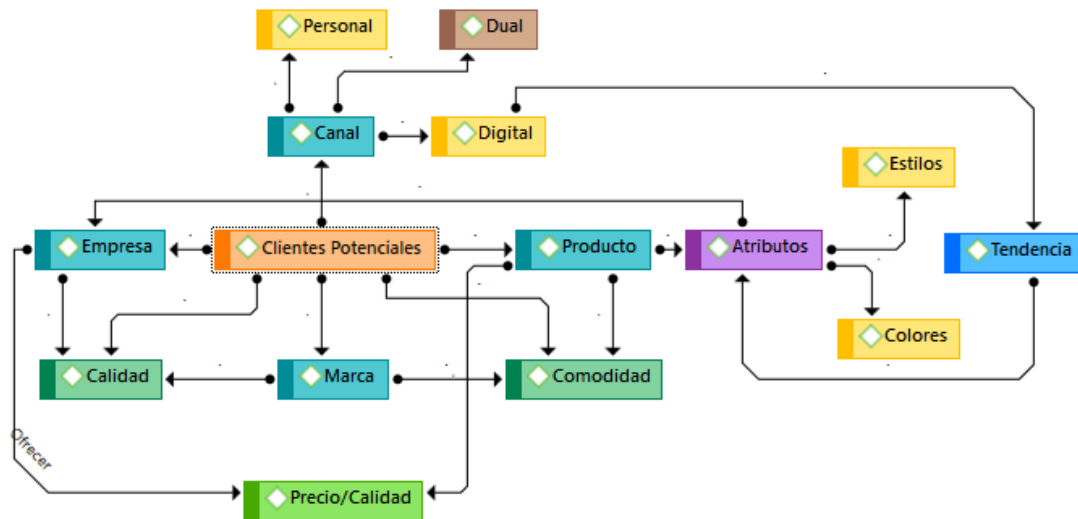 Personal
Dual
Canal
Digital
Estilos
Empresa
Clientes Potenciales
Producto
Atributos
Tendencia
Colores
Calidad
Marca
Comodidad
Ofrecer
Precio/Calidad